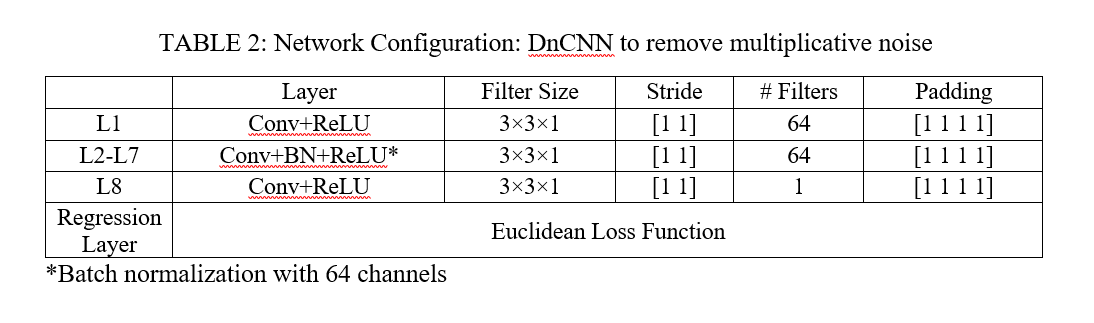 TABLE 2: Network Configuration: DnCNN to remove multiplicative noise
Layer Filter Size Stride # Filters Padding
L1 Conv+ReLU 3×3×1 [1 1] 64 [1 1 1 1]
L2-L7 Conv+BN+ReLU* 3×3×1 [1 1] 64 [1 1 1 1]
L8 Conv+ReLU 3×3×1 [1 1] 1 [1 1 1 1]
Regression
Layer
Euclidean Loss Function
*Batch normalization with 64 channels